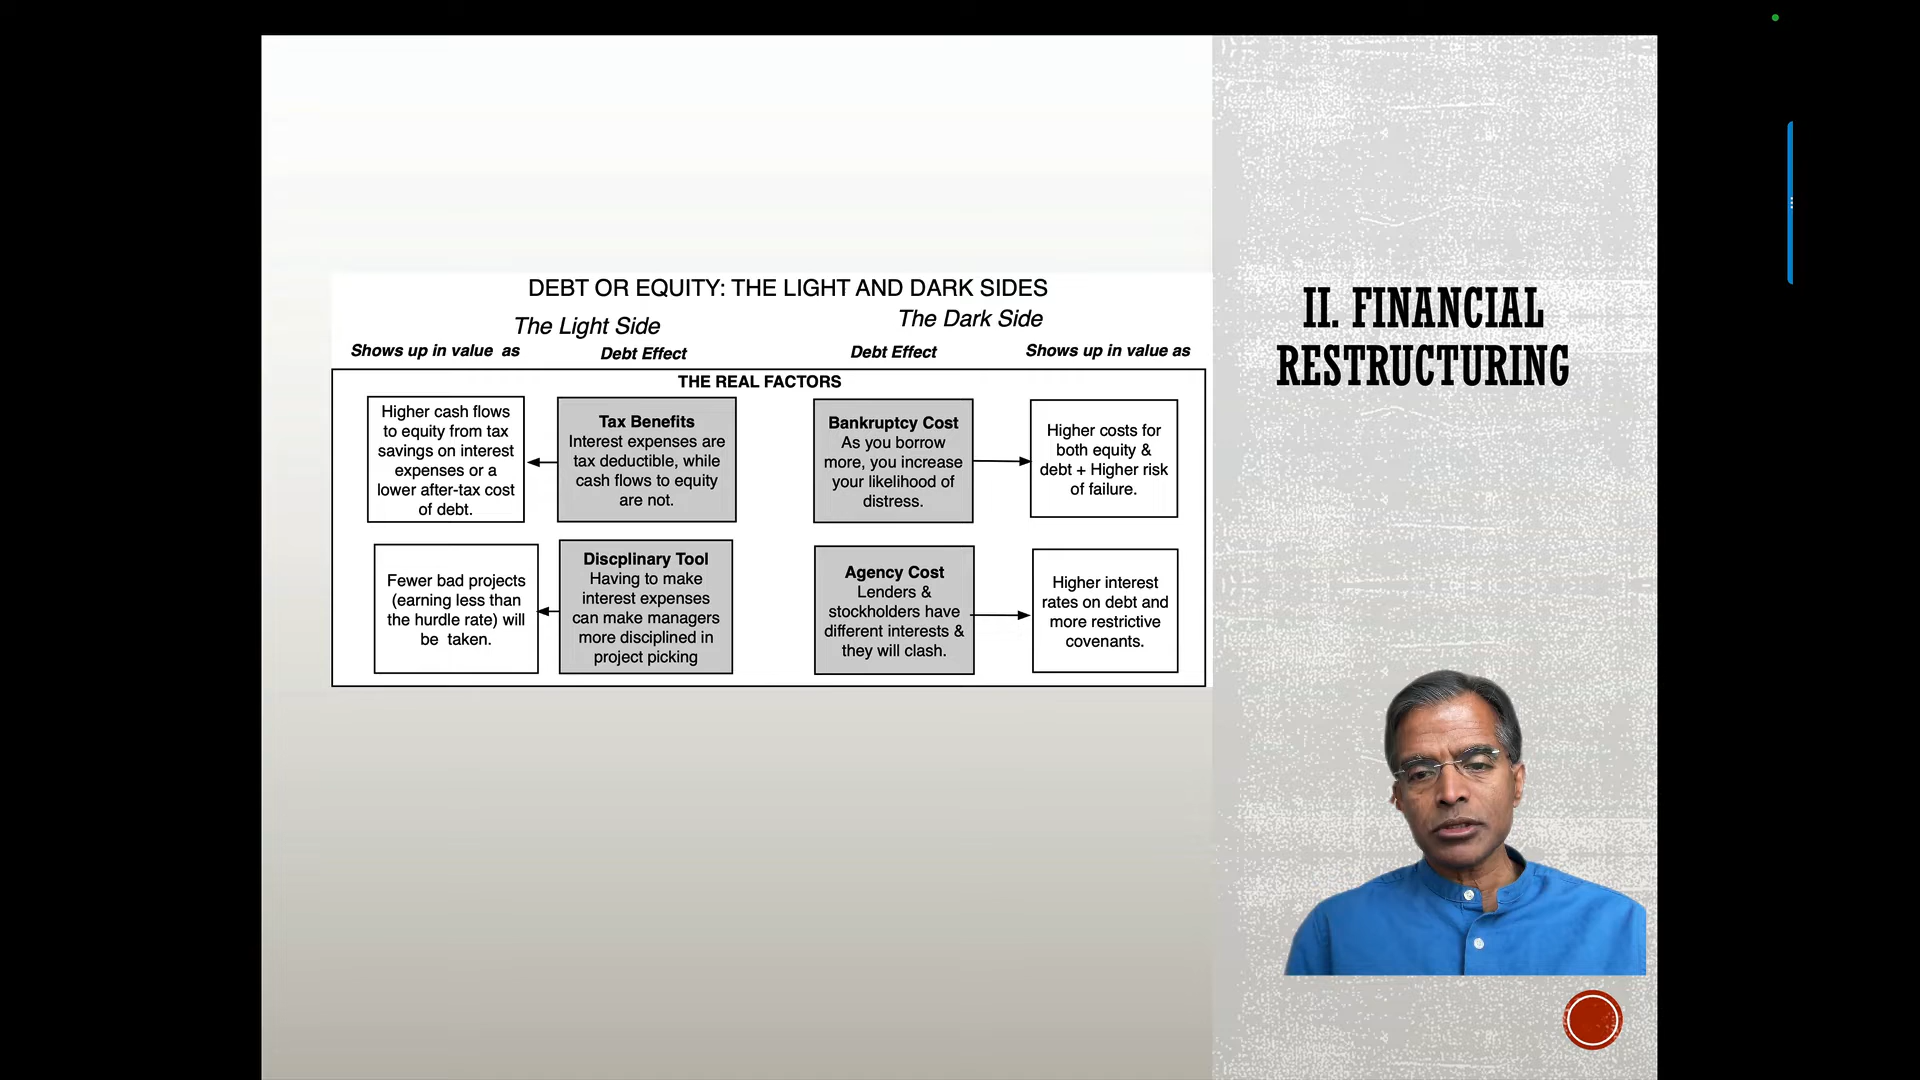 DEBT OR EQUITY: THE LIGHT AND DARK SIDES
The Light Side
The Dark Side
Shows up in value as
Debt Effect
Debt Effect
Shows up in value as
THE REAL FACTORS
Higher cash flows
to equity from tax
savings on interest
expenses or a
lower after-tax cost
of debt.
Tax Benefits
Interest expenses are
tax deductible, while
cash flows to equity
are not.
Bankruptcy Cost
As you borrow
more, you increase
your likelihood of
distress.
Higher costs for
both equity &
debt + Higher risk
of failure.
Fewer bad projects
(earning less than
the hurdle rate) will
be taken.
Discplinary Tool
Having to make
interest expenses
can make managers
more disciplined in
project picking
Agency Cost
Lenders &
stockholders have
different interests &
they will clash.
Higher interest
rates on debt and
more restrictive
covenants.
II. FINANCIAL
RESTRUCTURING